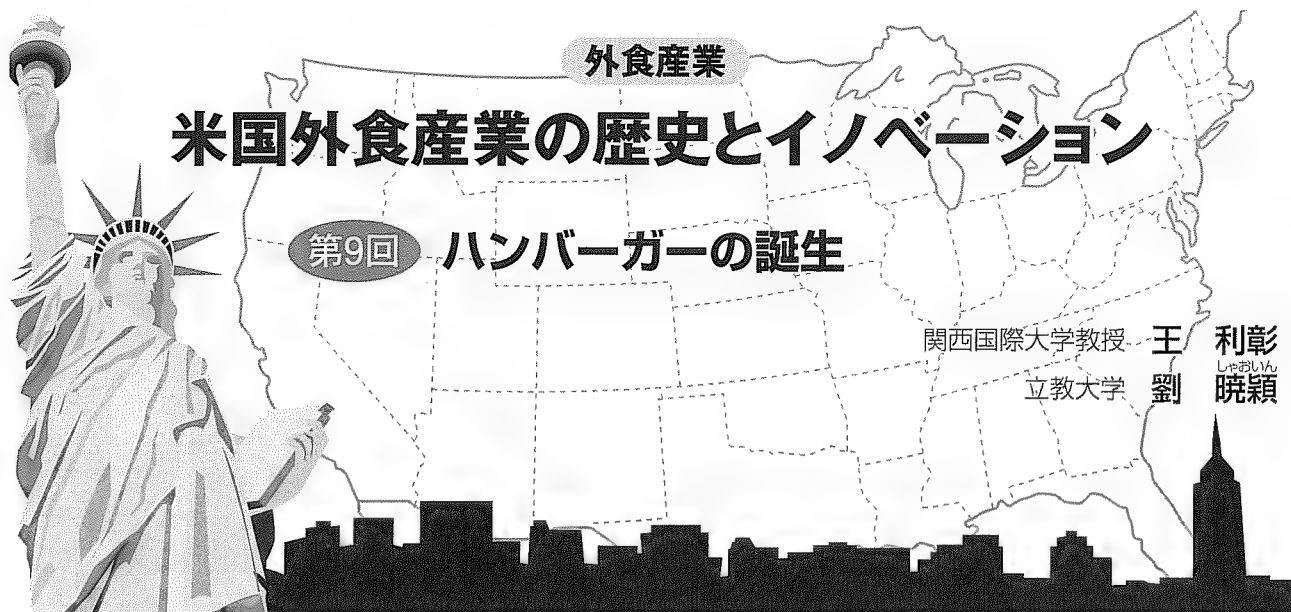 外食産業
米国外食産業の歴史とイノベーション
第9回 ハンバーガーの誕生
関西国際大学教授 王 利彰
しゃおいん
立教大学 劉 暁穎